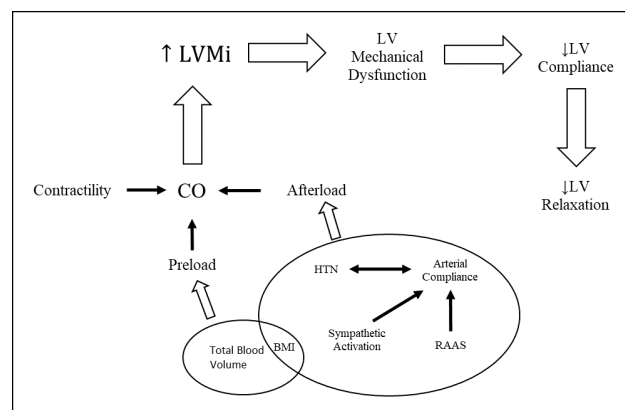 ↑ LVMi
LV
Mechanical
Dysfunction
↓LV
Compliance
↓LV
Relaxation
Contractility
CO
Afterload
Preload
HTN
Arterial
Compliance
Sympathetic
Activation
RAAS
Total Blood
Volume
BMI